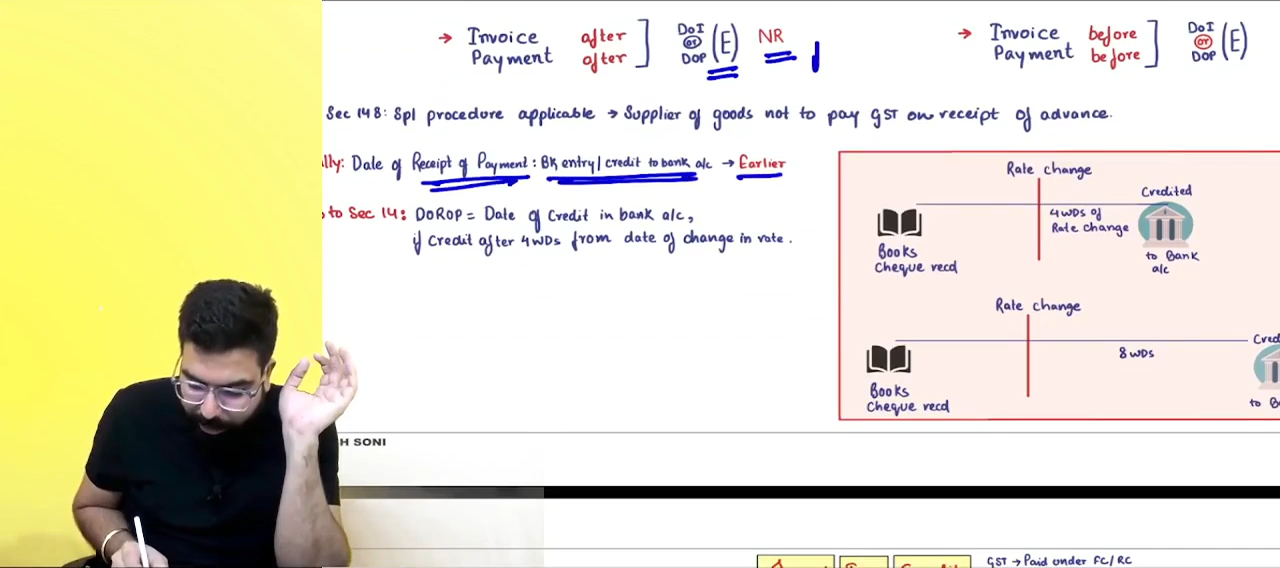 → Invoice after
Payment after
DoI
or
DOP
(E) NR
→ Invoice before
Payment before
DoI
or
DOP
(E)
Sec 148: Spl procedure applicable → Supplier of goods not to pay GST on receipt of advance.
lly: Date of Receipt of Payment: Bk entry/ credit to bank a/c → Earlier
to Sec 14: DOROP = Date of Credit in bank a/c,
if Credit after 4 WDs from date of change in rate.
Rate change
Credited
4 WDs of
Rate change
Books
Cheque recd
to Bank
a/c
Rate change
Cred
8 WDs
Books
Cheque recd
to B
H SONI
GST → Paid under FC/RC